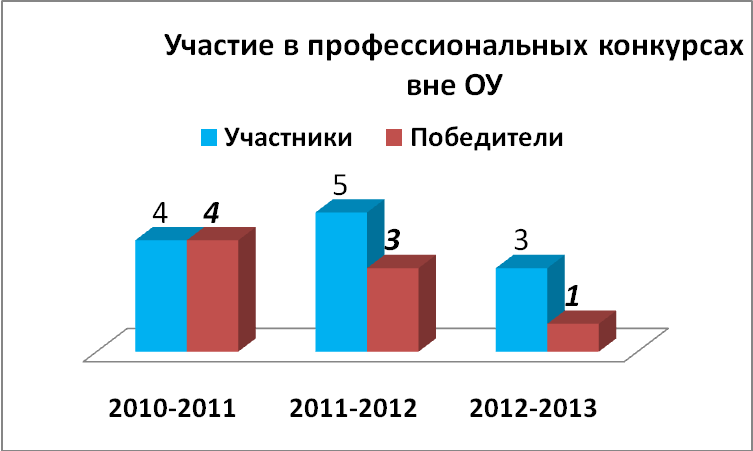 Участие в профессиональных конкурсах
вне ОУ
Участники Победители
4 4 5 3 3 1
2010-2011 2011-2012 2012-2013